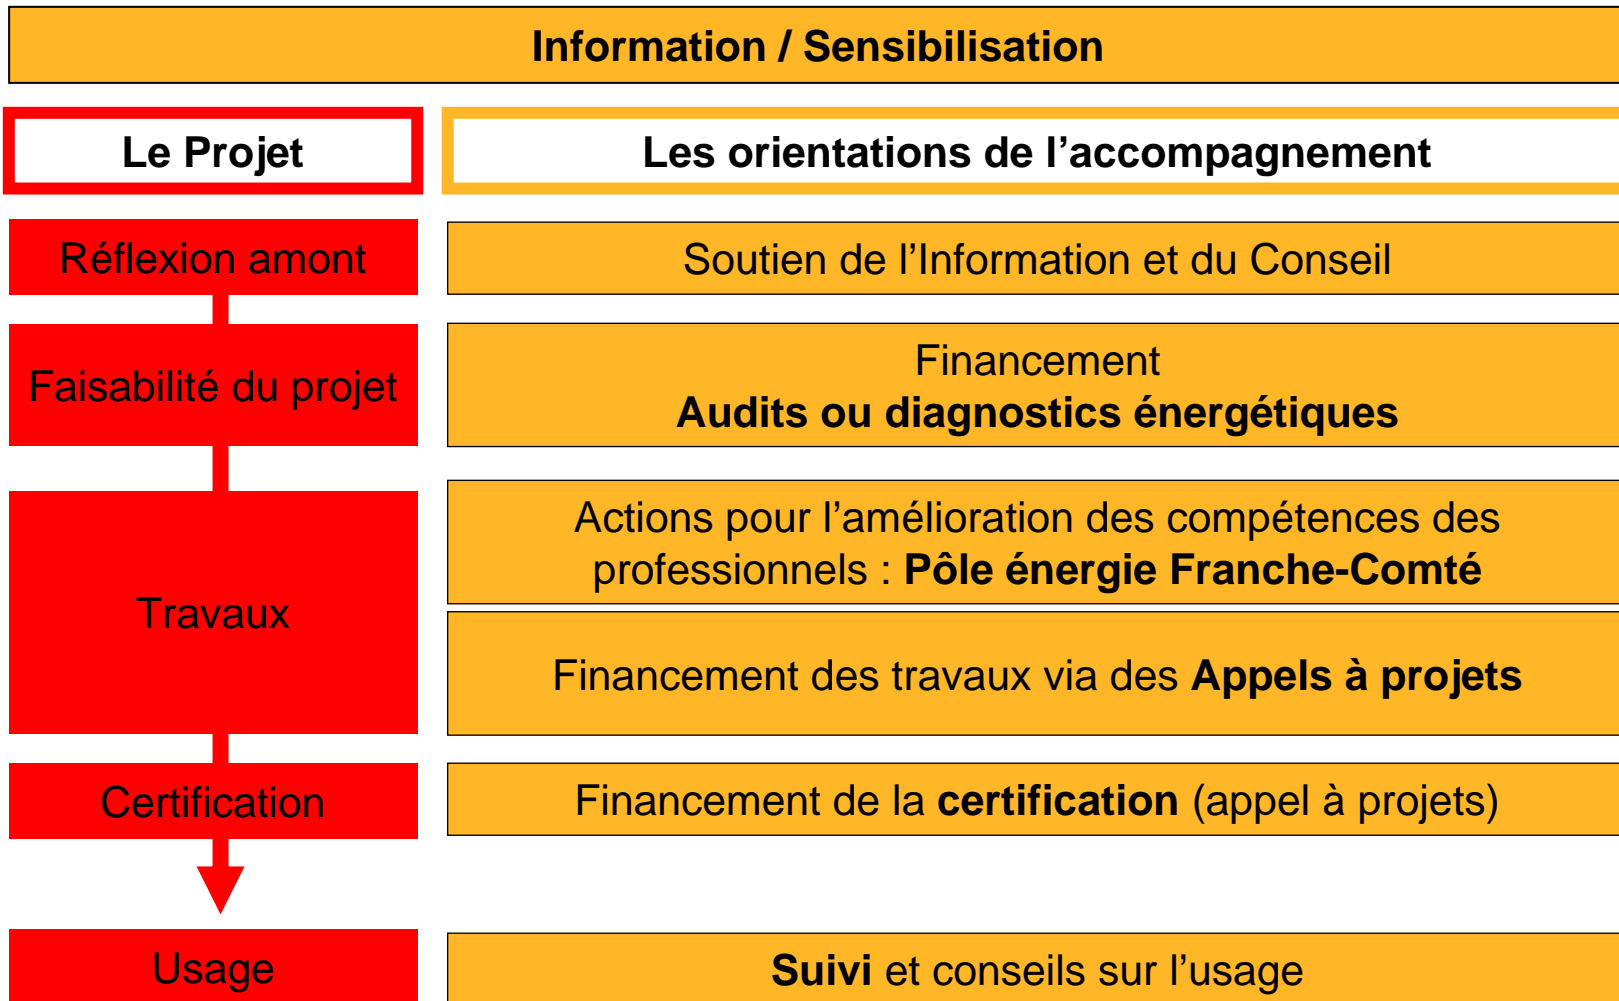 Information / Sensibilisation
Le Projet
Les orientations de l’accompagnement
Réflexion amont
Soutien de l’Information et du Conseil
Faisabilité du projet
Financement
Audits ou diagnostics énergétiques
Travaux
Actions pour l’amélioration des compétences des
professionnels : Pôle énergie Franche-Comté
Financement des travaux via des Appels à projets
Certification
Financement de la certification (appel à projets)
Usage
Suivi et conseils sur l’usage